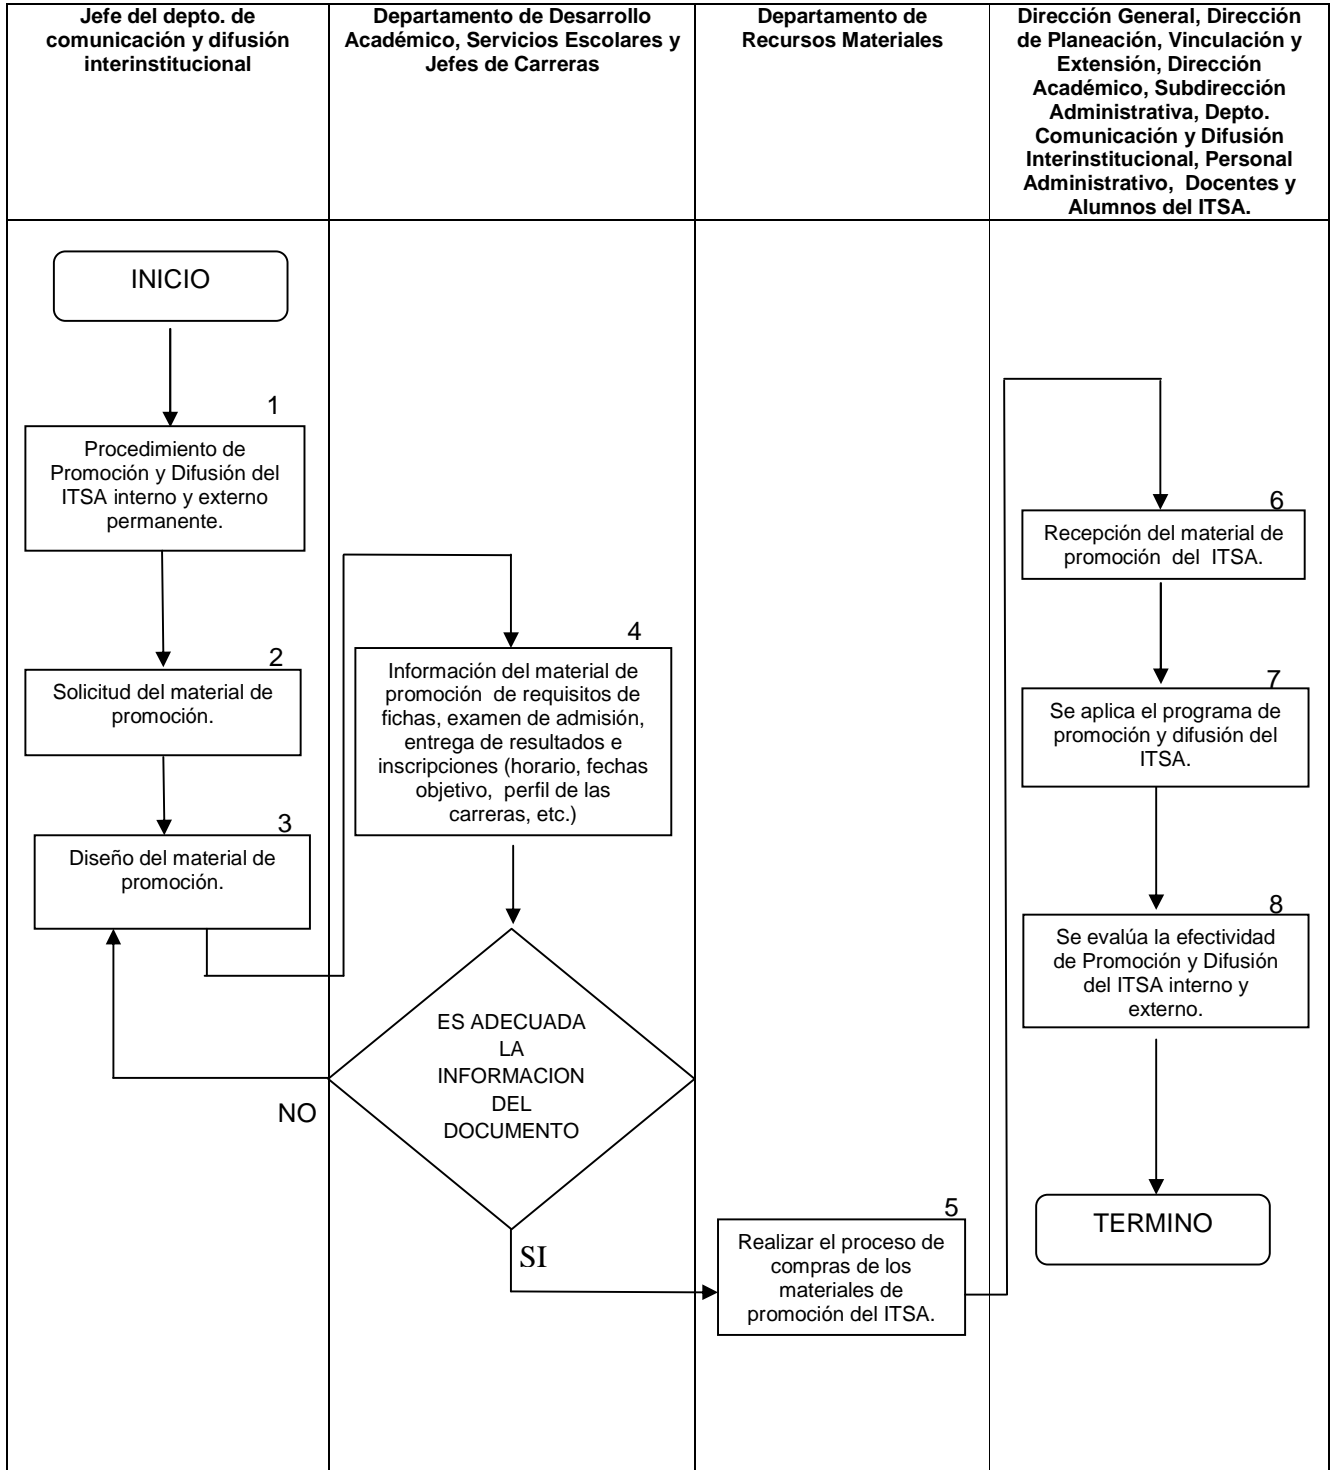 Jefe del depto. de
comunicación y difusión
interinstitucional
Departamento de Desarrollo
Académico, Servicios Escolares y
Jefes de Carreras
Departamento de
Recursos Materiales
Dirección General, Dirección
de Planeación, Vinculación y
Extensión, Dirección
Académico, Subdirección
Administrativa, Depto.
Comunicación y Difusión
Interinstitucional, Personal
Administrativo, Docentes y
Alumnos del ITSA.
INICIO
1
Procedimiento de
Promoción y Difusión del
ITSA interno y externo
permanente.
2
Solicitud del material de
promoción.
3
Diseño del material de
promoción.
4
Información del material de
promoción de requisitos de
fichas, examen de admisión,
entrega de resultados e
inscripciones (horario, fechas
objetivo, perfil de las
carreras, etc.)
ES ADECUADA
LA
INFORMACION
DEL
DOCUMENTO
NO
SI
5
Realizar el proceso de
compras de los
materiales de
promoción del ITSA.
6
Recepción del material de
promoción del ITSA.
7
Se aplica el programa de
promoción y difusión del
ITSA.
8
Se evalúa la efectividad
de Promoción y Difusión
del ITSA interno y
externo.
TERMINO